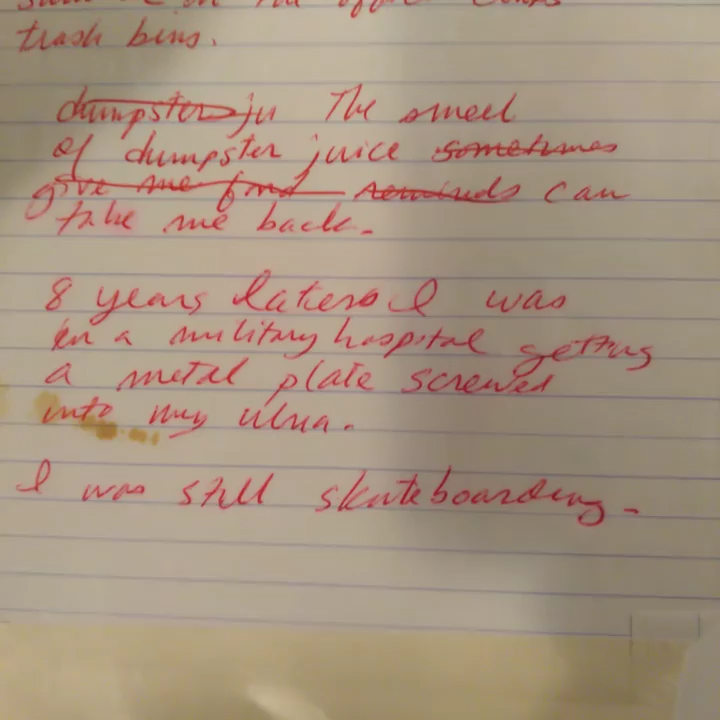 trash bins.
dumpster ju The smell
of dumpster juice sometimes
give me fond reminds can
take me back.
8 years later I was
in a military hospital getting
a metal plate screwed
into my ulna.
I was still skateboarding.